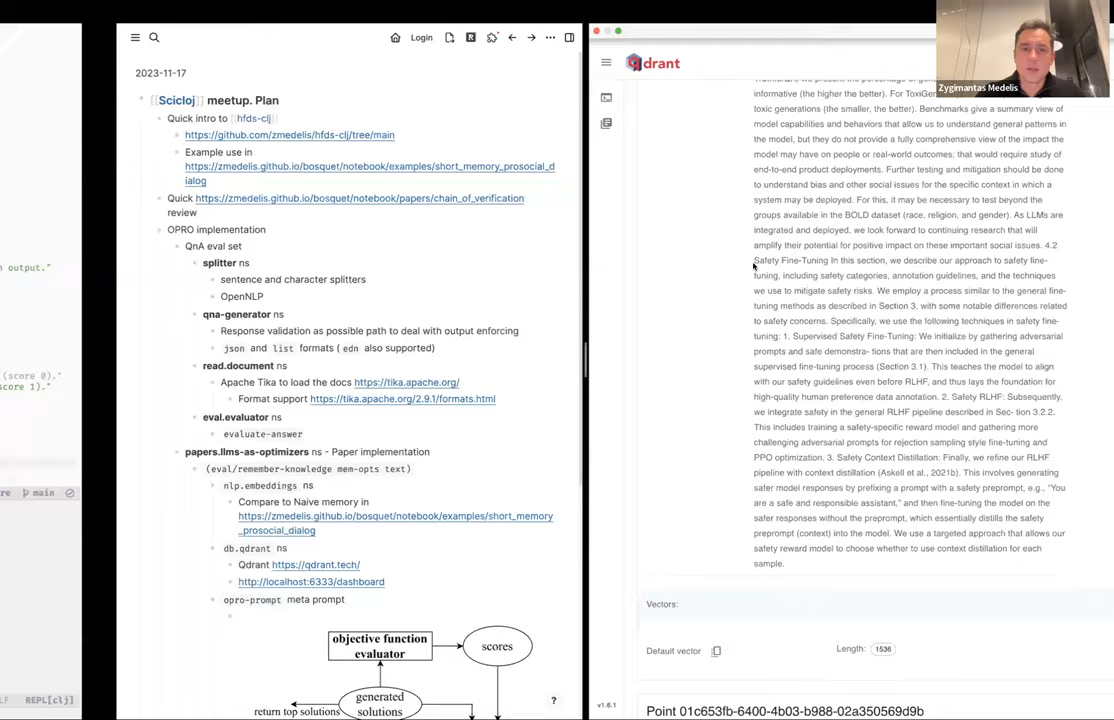 output."
(score 0)."
score 1)."
main
REPL[clj]
Login
2023-11-17
[[Scicloj]] meetup. Plan
Quick intro to [[hfds-clj]]
https://github.com/zmedelis/hfds-clj/tree/main
Example use in
https://zmedelis.github.io/bosquet/notebook/examples/short_memory_prosocial_d
ialog
Quick https://zmedelis.github.io/bosquet/notebook/papers/chain_of_verification
review
OPRO implementation
QnA eval set
splitter ns
sentence and character splitters
OpenNLP
qna-generator ns
Response validation as possible path to deal with output enforcing
json and list formats ( edn also supported)
read.document ns
Apache Tika to load the docs https://tika.apache.org/
Format support https://tika.apache.org/2.9.1/formats.html
eval.evaluator ns
evaluate-answer
papers.llms-as-optimizers ns - Paper implementation
(eval/remember-knowledge mem-opts text)
nlp.embeddings ns
Compare to Naive memory in
https://zmedelis.github.io/bosquet/notebook/examples/short_memory
_prosocial_dialog
db.qdrant ns
Qdrant https://qdrant.tech/
http://localhost:6333/dashboard
opro-prompt meta prompt
objective function
evaluator
scores
generated
solutions
return top solutions
?
qdrant
Zygimantas Medelis
informative (the higher the better). For ToxiGen
toxic generations (the smaller, the better). Benchmarks give a summary view of
model capabilities and behaviors that allow us to understand general patterns in
the model, but they do not provide a fully comprehensive view of the impact the
model may have on people or real-world outcomes; that would require study of
end-to-end product deployments. Further testing and mitigation should be done
to understand bias and other social issues for the specific context in which a
system may be deployed. For this, it may be necessary to test beyond the
groups available in the BOLD dataset (race, religion, and gender). As LLMs are
integrated and deployed, we look forward to continuing research that will
amplify their potential for positive impact on these important social issues. 4.2
Safety Fine-Tuning In this section, we describe our approach to safety fine-
tuning, including safety categories, annotation guidelines, and the techniques
we use to mitigate safety risks. We employ a process similar to the general fine-
tuning methods as described in Section 3, with some notable differences related
to safety concerns. Specifically, we use the following techniques in safety fine-
tuning: 1. Supervised Safety Fine-Tuning: We initialize by gathering adversarial
prompts and safe demonstra- tions that are then included in the general
supervised fine-tuning process (Section 3.1). This teaches the model to align
with our safety guidelines even before RLHF, and thus lays the foundation for
high-quality human preference data annotation. 2. Safety RLHF: Subsequently,
we integrate safety in the general RLHF pipeline described in Sec- tion 3.2.2.
This includes training a safety-specific reward model and gathering more
challenging adversarial prompts for rejection sampling style fine-tuning and
PPO optimization. 3. Safety Context Distillation: Finally, we refine our RLHF
pipeline with context distillation (Askell et al., 2021b). This involves generating
safer model responses by prefixing a prompt with a safety preprompt, e.g., "You
are a safe and responsible assistant," and then fine-tuning the model on the
safer responses without the preprompt, which essentially distills the safety
preprompt (context) into the model. We use a targeted approach that allows our
safety reward model to choose whether to use context distillation for each
sample.
Vectors:
Default vector
Length: 1536
v1.6.1
Point 01c653fb-6400-4b03-b988-02a350569d9b